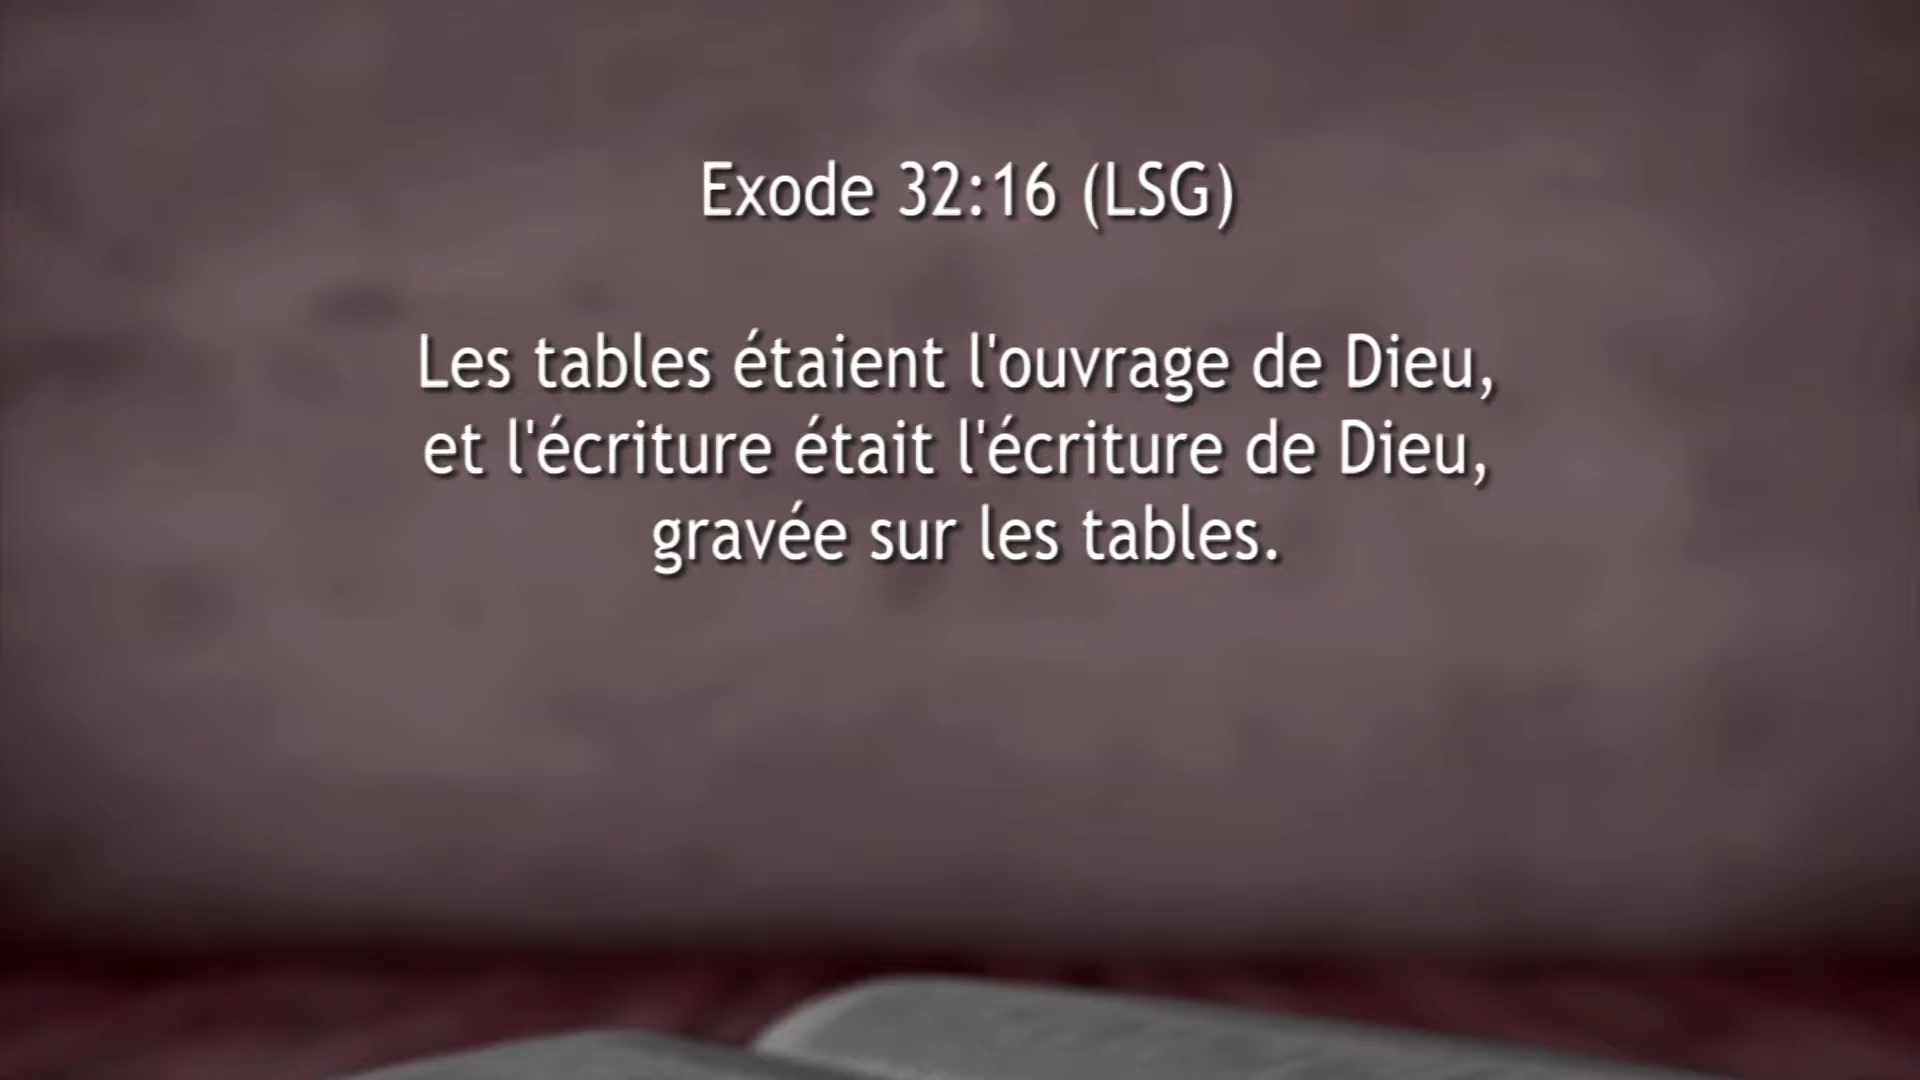 Exode 32:16 (LSG)
Les tables étaient l'ouvrage de Dieu,
et l'écriture était l'écriture de Dieu,
gravée sur les tables.